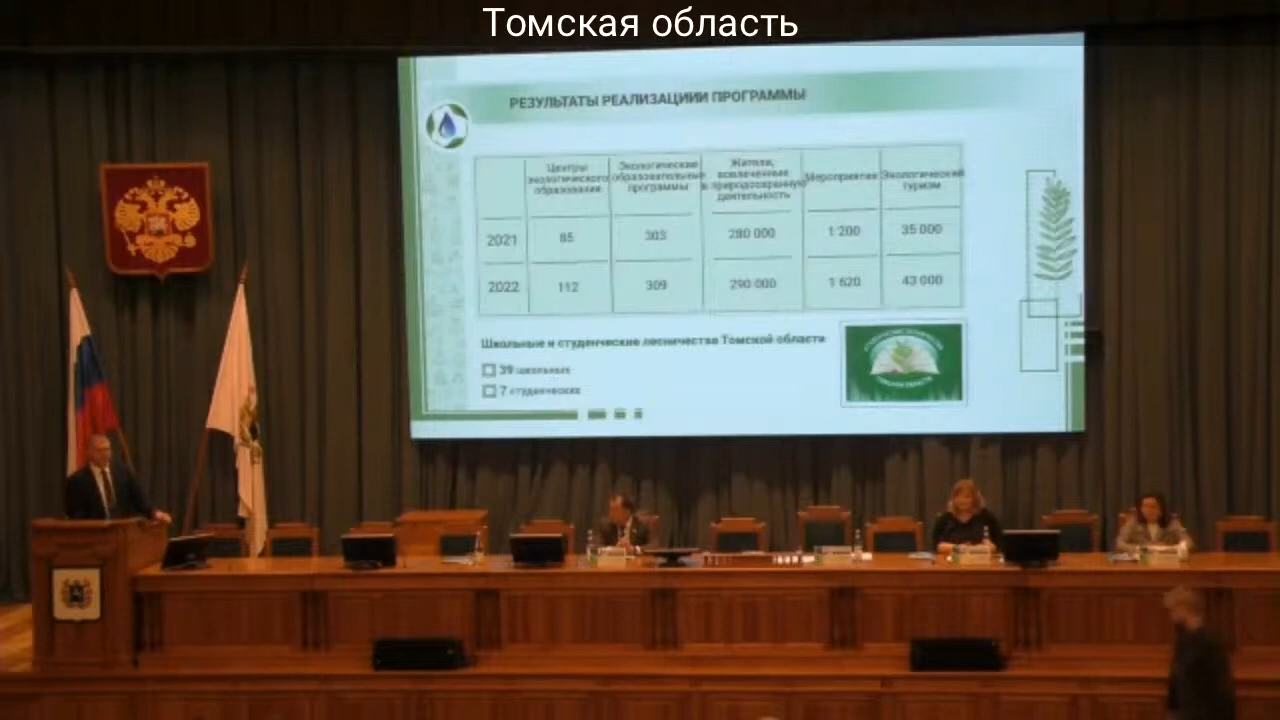 Томская область
РЕЗУЛЬТАТЫ РЕАЛИЗАЦИИИ ПРОГРАММЫ
Центры экологического образования
Экологические образовательные программы
Жители, вовлеченные в природоохранную деятельность
Мероприятия
Экологический туризм
2021 85 303 280 000 1 200 35 000
2022 112 309 290 000 1 620 43 000
Школьные и студенческие лесничества Томской области
39 школьных
7 студенческих